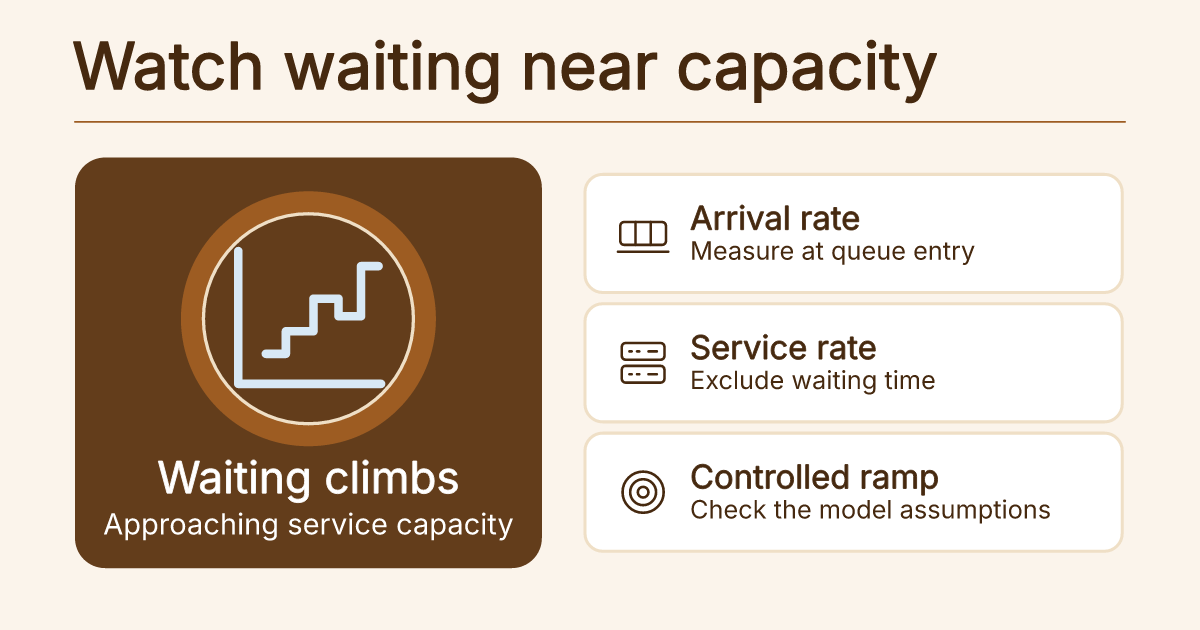 Watch waiting near capacity
Waiting climbs
Approaching service capacity
Arrival rate
Measure at queue entry
Service rate
Exclude waiting time
Controlled ramp
Check the model assumptions